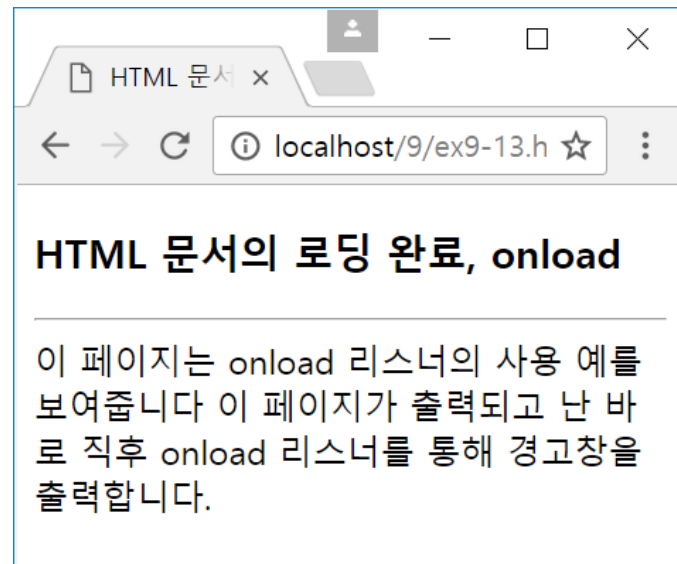 HTML 문서
localhost/9/ex9-13.h
HTML 문서의 로딩 완료, onload
이 페이지는 onload 리스너의 사용 예를
보여줍니다 이 페이지가 출력되고 난 바
로 직후 onload 리스너를 통해 경고창을
출력합니다.